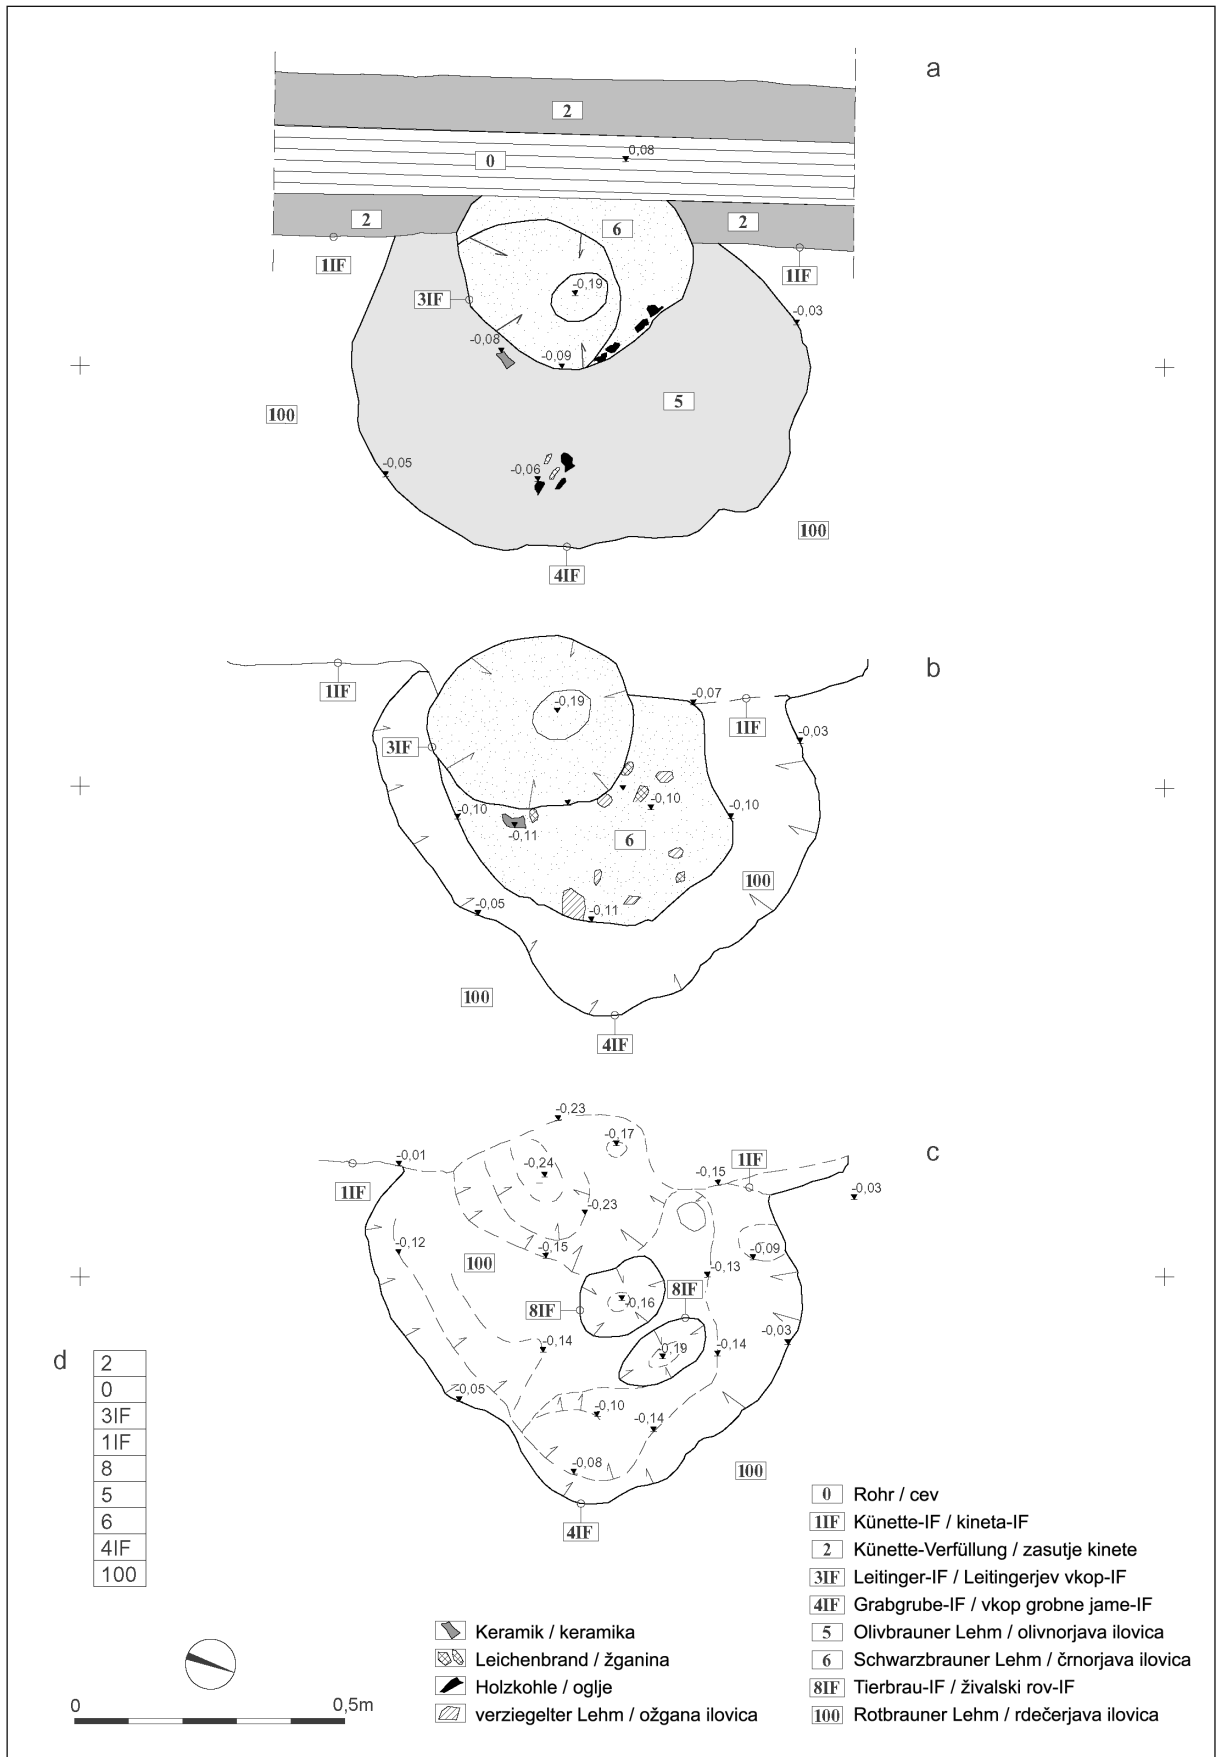 a
2
0,08
0
2
6
2
1IF
1IF
3IF
-0,19
-0,03
-0,08
-0,09
5
100
-0,05
-0,06
100
4IF
b
1IF
-0,19
-0,07
1IF
-0,03
3IF
-0,10
-0,10
-0,10
-0,11
6
100
-0,05
-0,11
100
4IF
c
-0,23
-0,17
-0,01
-0,24
-0,15
1IF
1IF
-0,03
-0,23
-0,12
-0,15
-0,09
100
-0,13
8IF
8IF
-0,16
-0,03
-0,14
-0,19
-0,14
-0,05
-0,10
-0,14
-0,08
100
4IF
d
2
0
3IF
1IF
8
5
6
4IF
100
0 0,5m
Keramik / keramika
Leichenbrand / žganina
Holzkohle / oglje
verziegelter Lehm / ožgana ilovica
0 Rohr / cev
1IF Künette-IF / kineta-IF
2 Künette-Verfüllung / zasutje kinete
3IF Leitinger-IF / Leitingerjev vkop-IF
4IF Grabgrube-IF / vkop grobne jame-IF
5 Olivbrauner Lehm / olivnorjava ilovica
6 Schwarzbrauner Lehm / črnorjava ilovica
8IF Tierbrau-IF / živalski rov-IF
100 Rotbrauner Lehm / rdečerjava ilovica